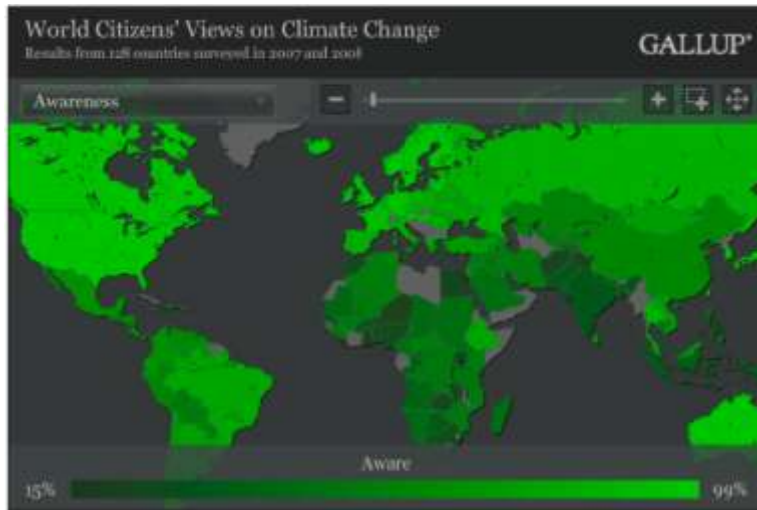 World Citizens' Views on Climate Change
Results from 128 countries surveyed in 2007 and 2008
GALLUP®
Awareness
Aware
15%
99%